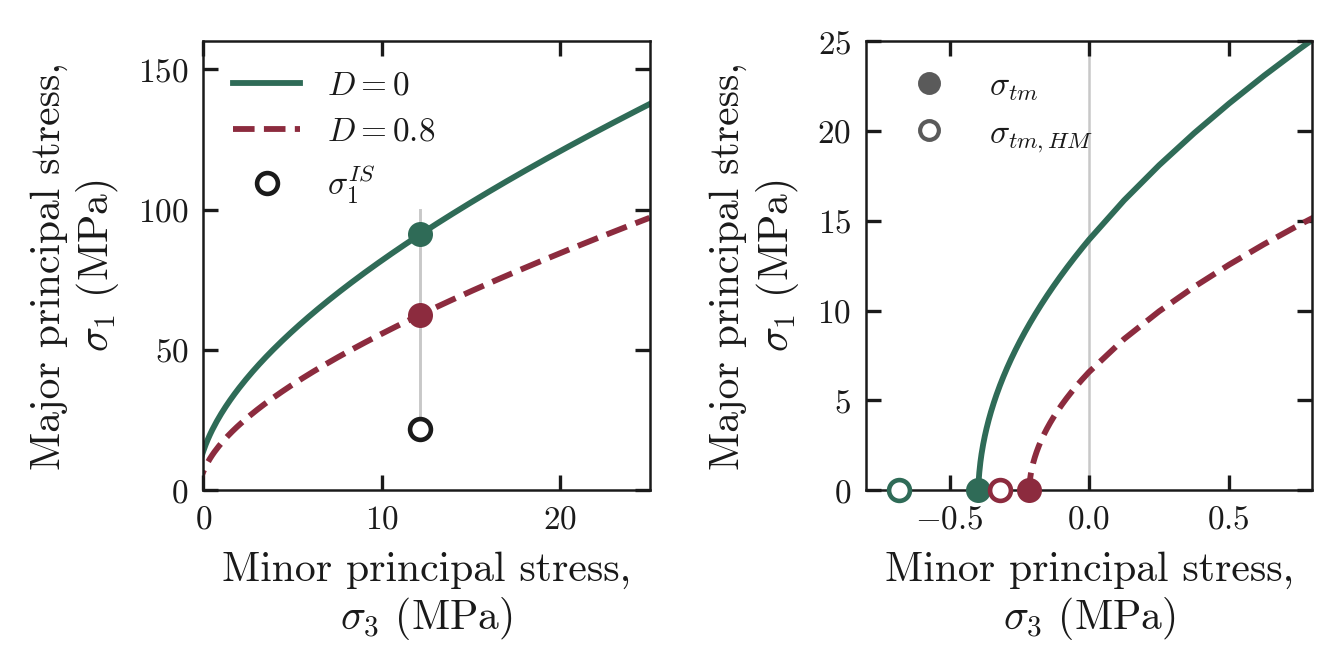 Major principal stress,
σ₁ (MPa)
150
100
50
0
D = 0
D = 0.8
σ₁ᴵˢ
0
10
20
Minor principal stress,
σ₃ (MPa)
Major principal stress,
σ₁ (MPa)
25
20
15
10
5
0
σₜₘ
σₜₘ, HM
−0.5
0.0
0.5
Minor principal stress,
σ₃ (MPa)